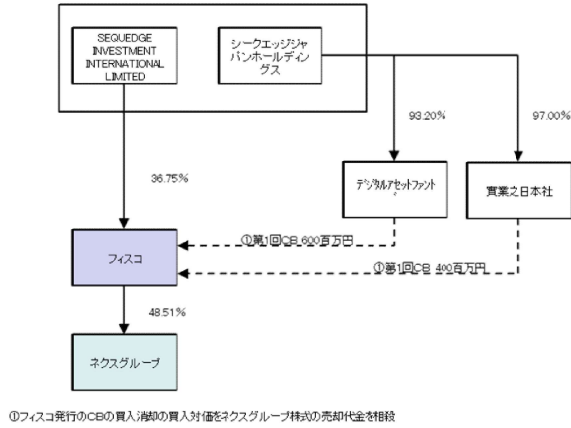 SEQUEDGE
INVESTMENT
INTERNATIONAL
LIMITED
シークエッジジャ
パンホールディン
グス
93.20%
97.00%
36.75%
デジタルアセットファンド
實業之日本社
①第1回CB 600百万円
フィスコ
①第1回CB 400百万円
48.51%
ネクスグループ
①フィスコ発行のCBの買入消却の買入対価をネクスグループ株式の売却代金を相殺